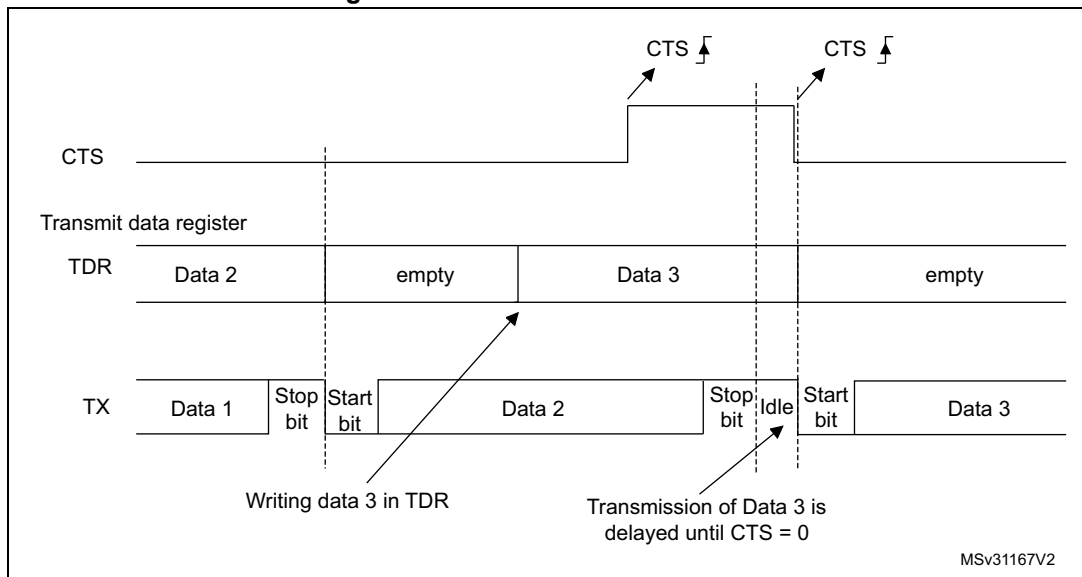 CTS
CTS
CTS
Transmit data register
TDR
Data 2
empty
Data 3
empty
TX
Data 1
Stop
bit
Start
bit
Data 2
Stop
bit
Idle
Start
bit
Data 3
Writing data 3 in TDR
Transmission of Data 3 is
delayed until CTS = 0
MSv31167V2